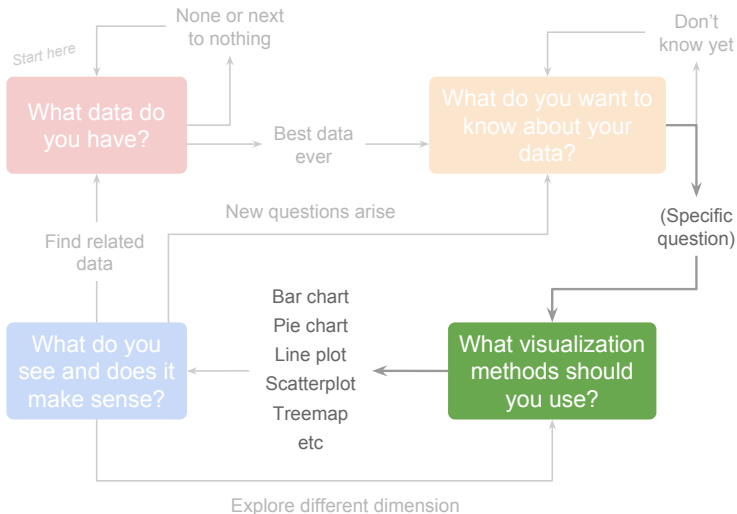 None or next
to nothing
Don't
know yet
Start here
What data do
you have?
Best data
ever
What do you want to
know about your
data?
New questions arise
(Specific
question)
Find related
data
Bar chart
Pie chart
Line plot
Scatterplot
Treemap
etc
What do you
see and does it
make sense?
What visualization
methods should
you use?
Explore different dimension